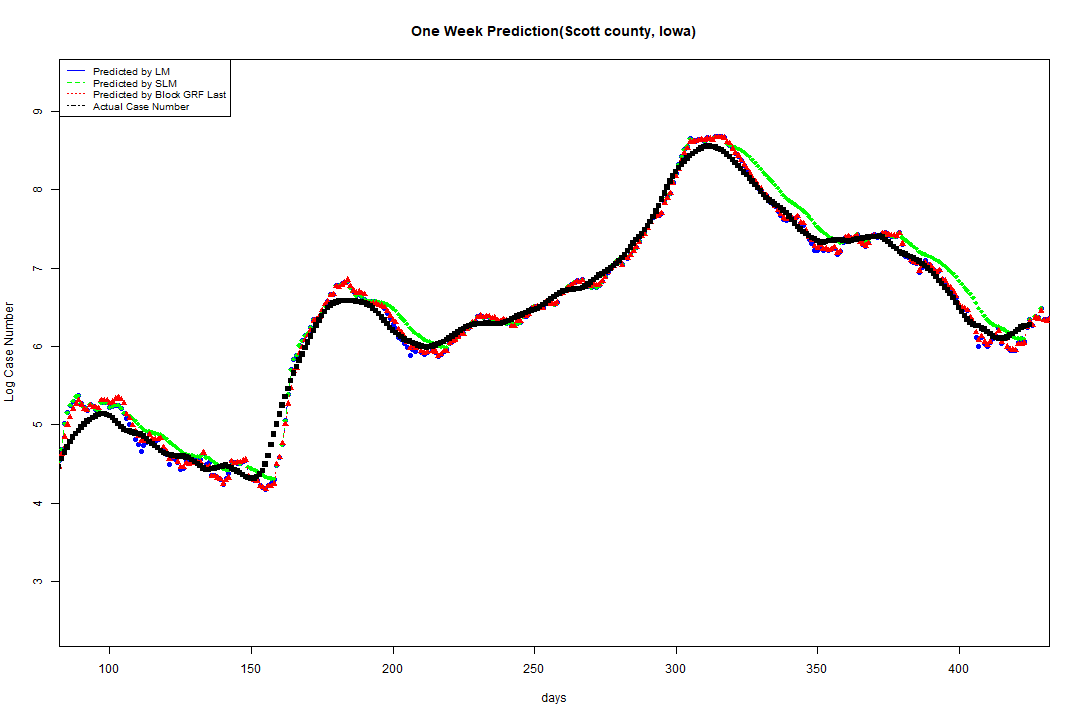 One Week Prediction(Scott county, Iowa)
Predicted by LM
Predicted by SLM
Predicted by Block GRF Last
Actual Case Number
9
8
7
6
5
4
3
Log Case Number
100 150 200 250 300 350 400
days